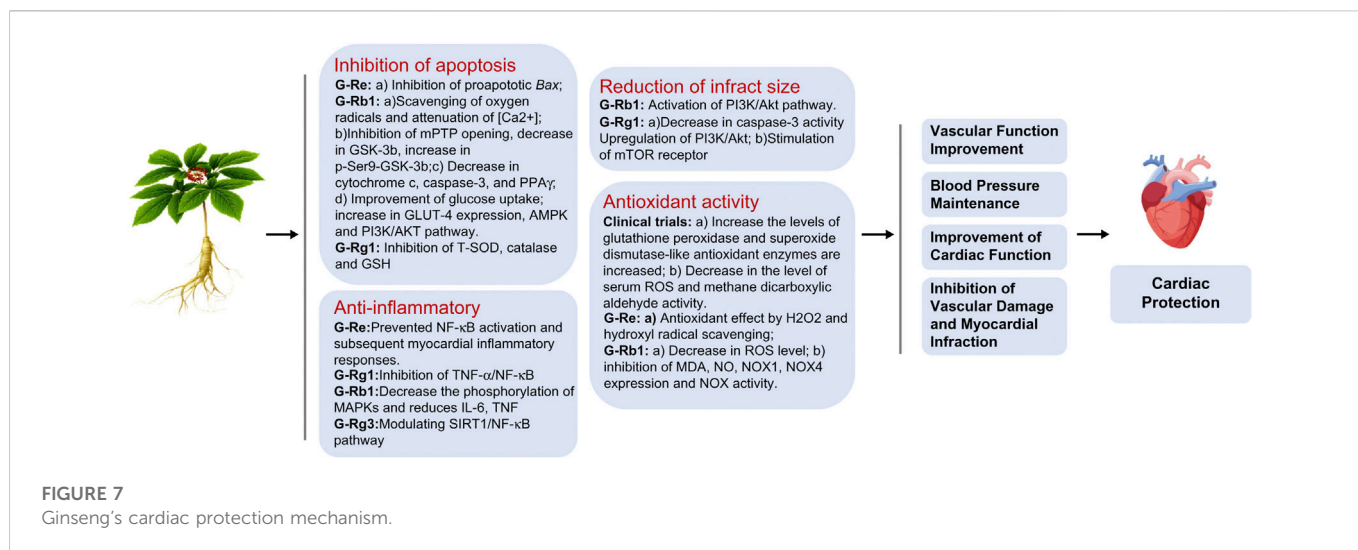 Inhibition of apoptosis
G-Re: a) Inhibition of proapototic Bax;
G-Rb1: a)Scavenging of oxygen
radicals and attenuation of [Ca2+];
b)Inhibition of mPTP opening, decrease
in GSK-3b, increase in
p-Ser9-GSK-3b;c) Decrease in
cytochrome c, caspase-3, and PPAγ;
d) Improvement of glucose uptake;
increase in GLUT-4 expression, AMPK
and PI3K/AKT pathway.
G-Rg1: Inhibition of T-SOD, catalase
and GSH
Anti-inflammatory
G-Re:Prevented NF-κB activation and
subsequent myocardial inflammatory
responses.
G-Rg1:Inhibition of TNF-α/NF-κB
G-Rb1:Decrease the phosphorylation of
MAPKs and reduces IL-6, TNF
G-Rg3:Modulating SIRT1/NF-κB
pathway
Reduction of infract size
G-Rb1: Activation of PI3K/Akt pathway.
G-Rg1: a)Decrease in caspase-3 activity
Upregulation of PI3K/Akt; b)Stimulation
of mTOR receptor
Antioxidant activity
Clinical trials: a) Increase the levels of
glutathione peroxidase and superoxide
dismutase-like antioxidant enzymes are
increased; b) Decrease in the level of
serum ROS and methane dicarboxylic
aldehyde activity.
G-Re: a) Antioxidant effect by H2O2 and
hydroxyl radical scavenging;
G-Rb1: a) Decrease in ROS level; b)
inhibition of MDA, NO, NOX1, NOX4
expression and NOX activity.
Vascular Function
Improvement
Blood Pressure
Maintenance
Improvement of
Cardiac Function
Inhibition of
Vascular Damage
and Myocardial
Infraction
Cardiac
Protection
FIGURE 7
Ginseng's cardiac protection mechanism.